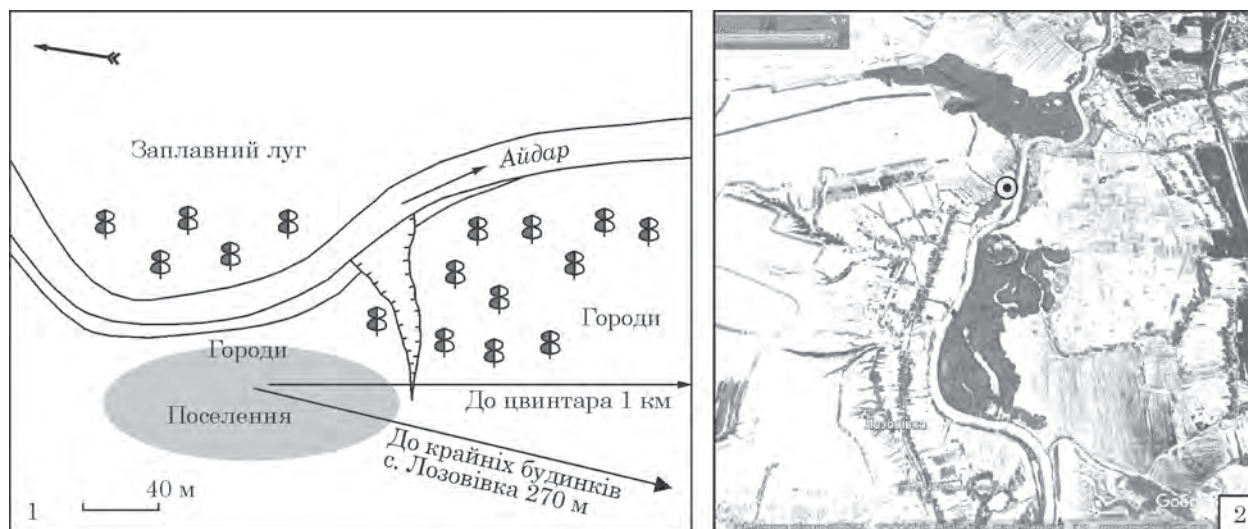 Заплавний луг
Айдар
Городи
Городи
Поселення
До цвинтара 1 км
До крайніх будинків
с. Лозовівка 270 м
1
40 м
Лозовівка
2